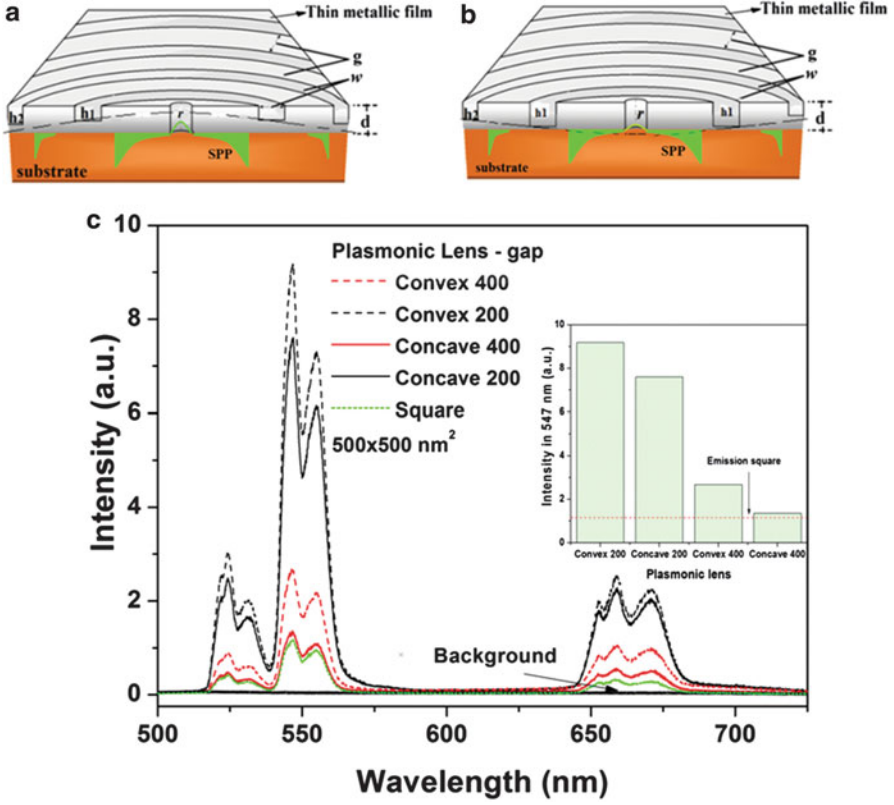 a
Thin metallic film
g
w
h2
h1
r
d
SPP
substrate
b
Thin metallic film
g
w
h2
h1
r
h1
d
SPP
substrate
c
10
8
6
4
2
0
Intensity (a.u.)
Plasmonic Lens - gap
Convex 400
Convex 200
Concave 400
Concave 200
Square
500x500 nm²
10
8
6
4
2
0
Intensity in 547 nm (a.u.)
Emission square
Convex 200 Concave 200 Convex 400 Concave 400
Plasmonic lens
Background
500 550 600 650 700
Wavelength (nm)